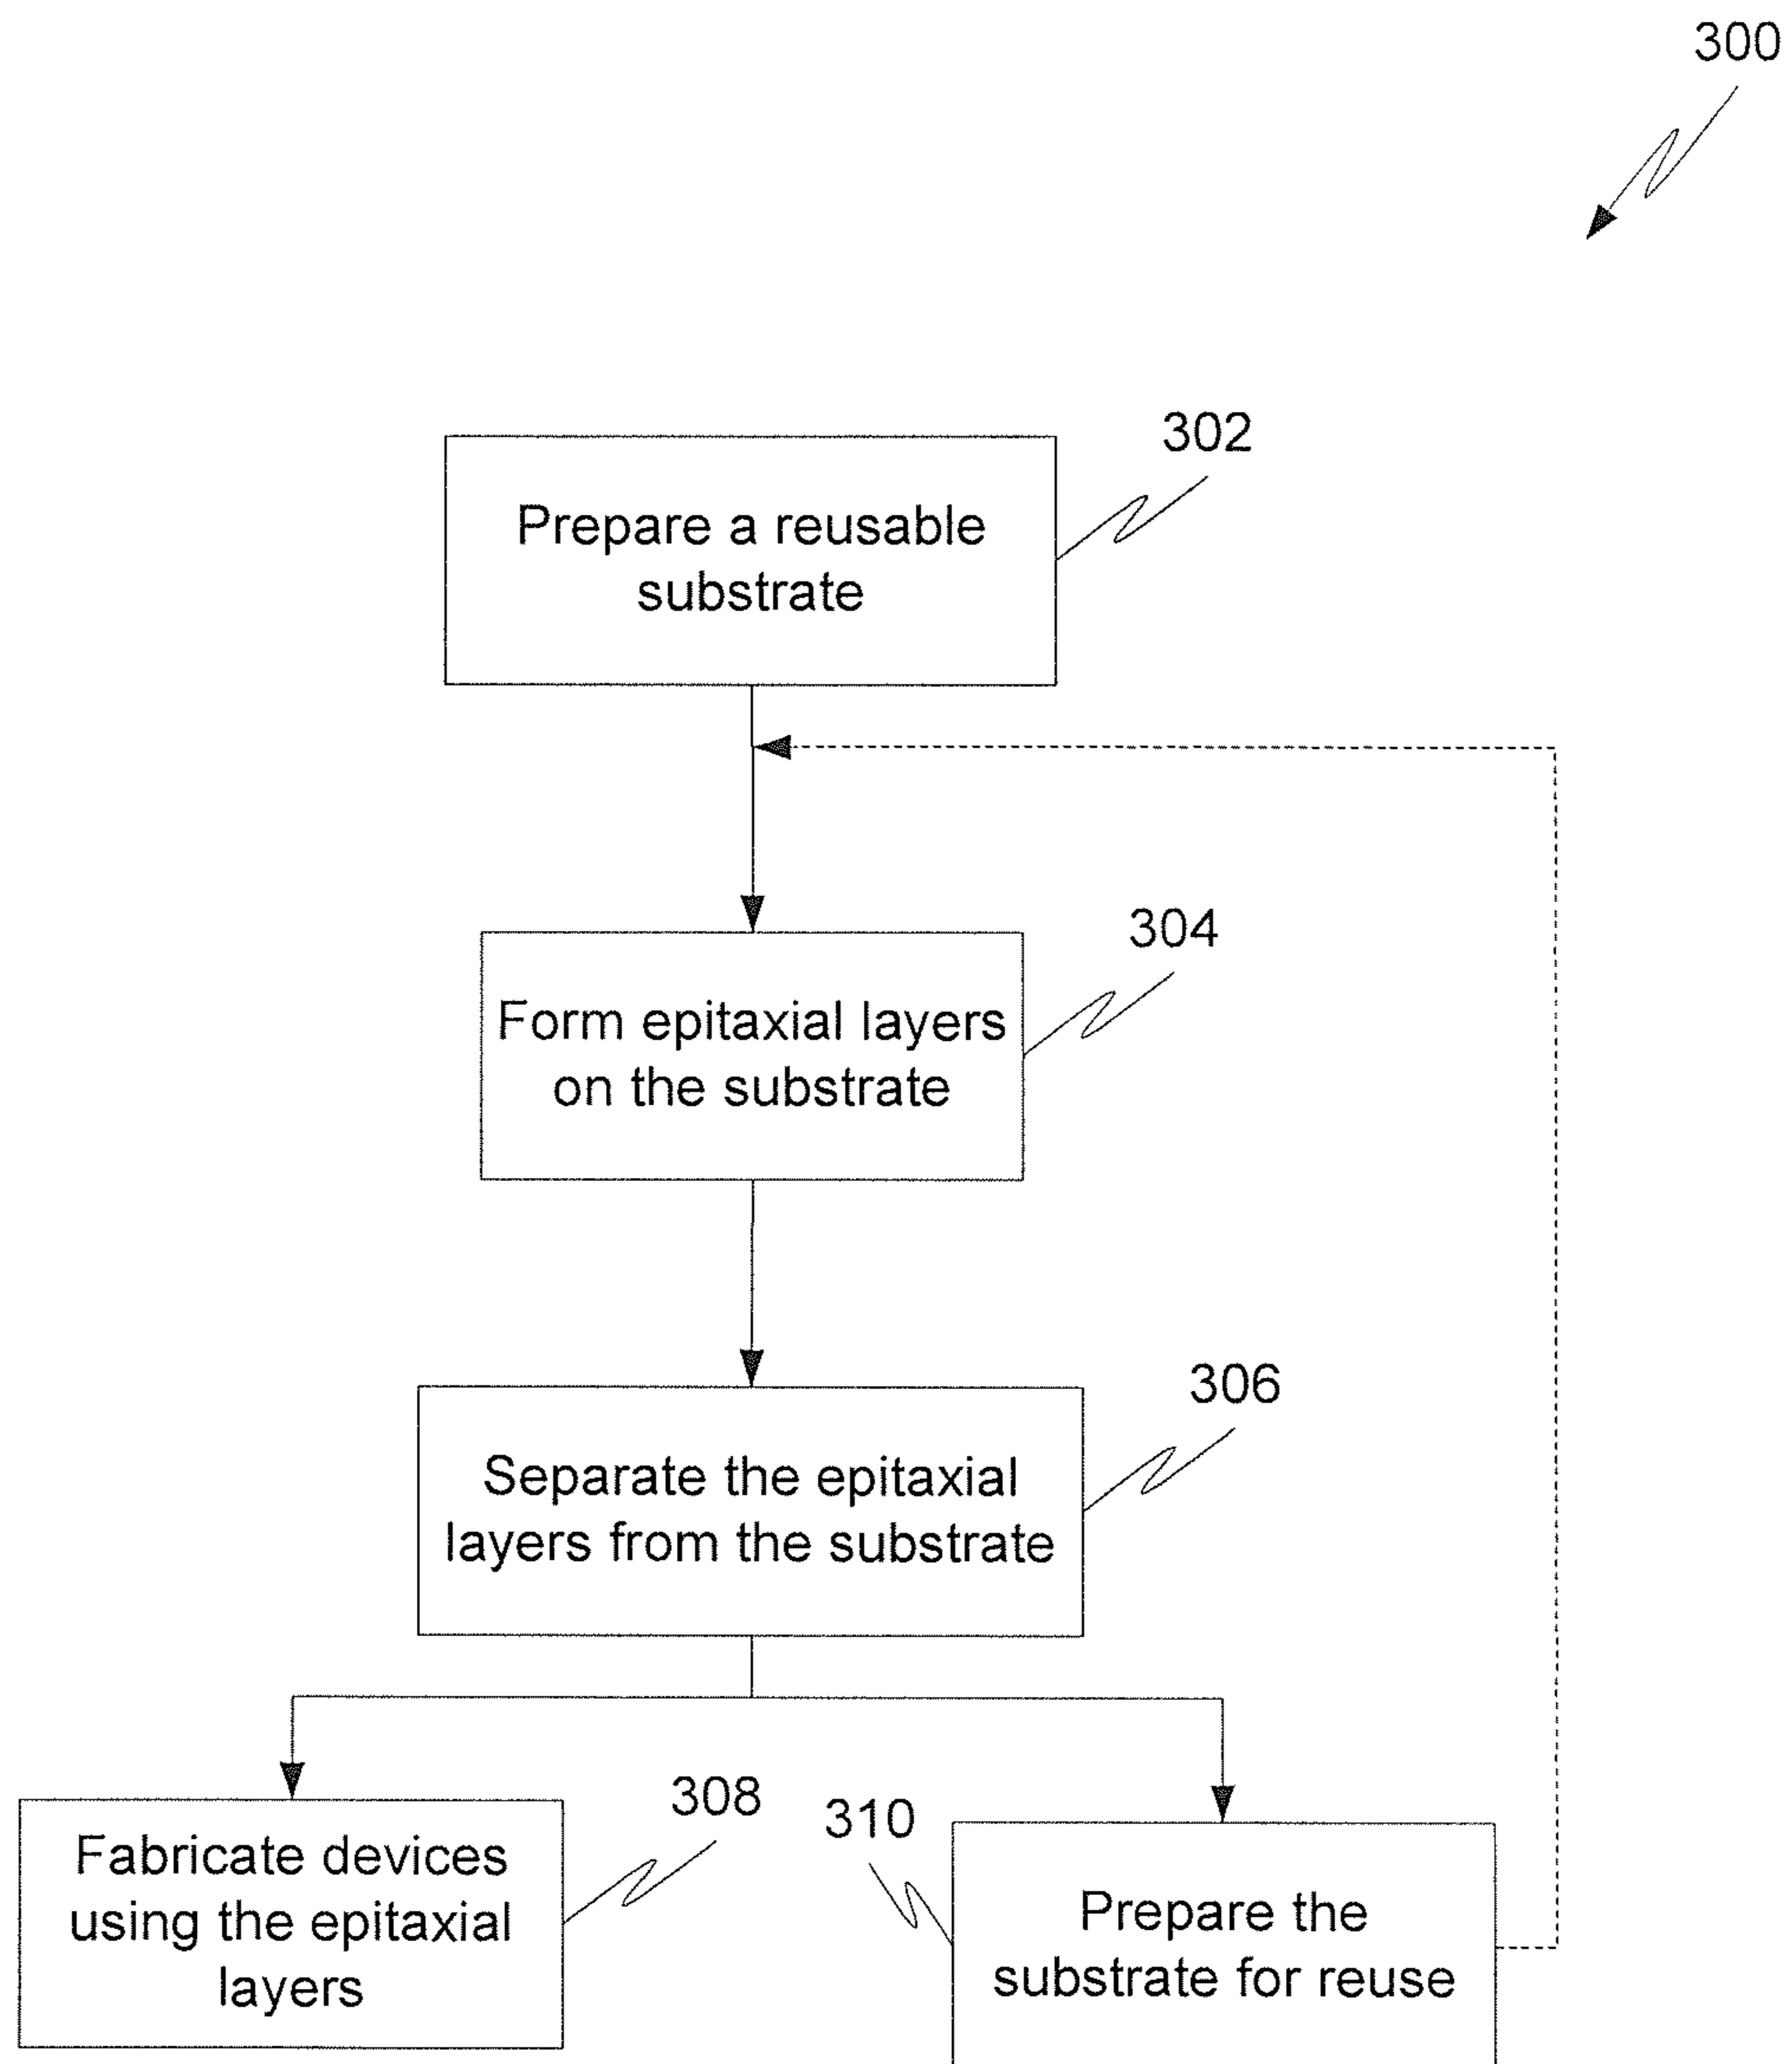 300
302
Prepare a reusable
substrate
304
Form epitaxial layers
on the substrate
306
Separate the epitaxial
layers from the substrate
308
Fabricate devices
using the epitaxial
layers
310
Prepare the
substrate for reuse